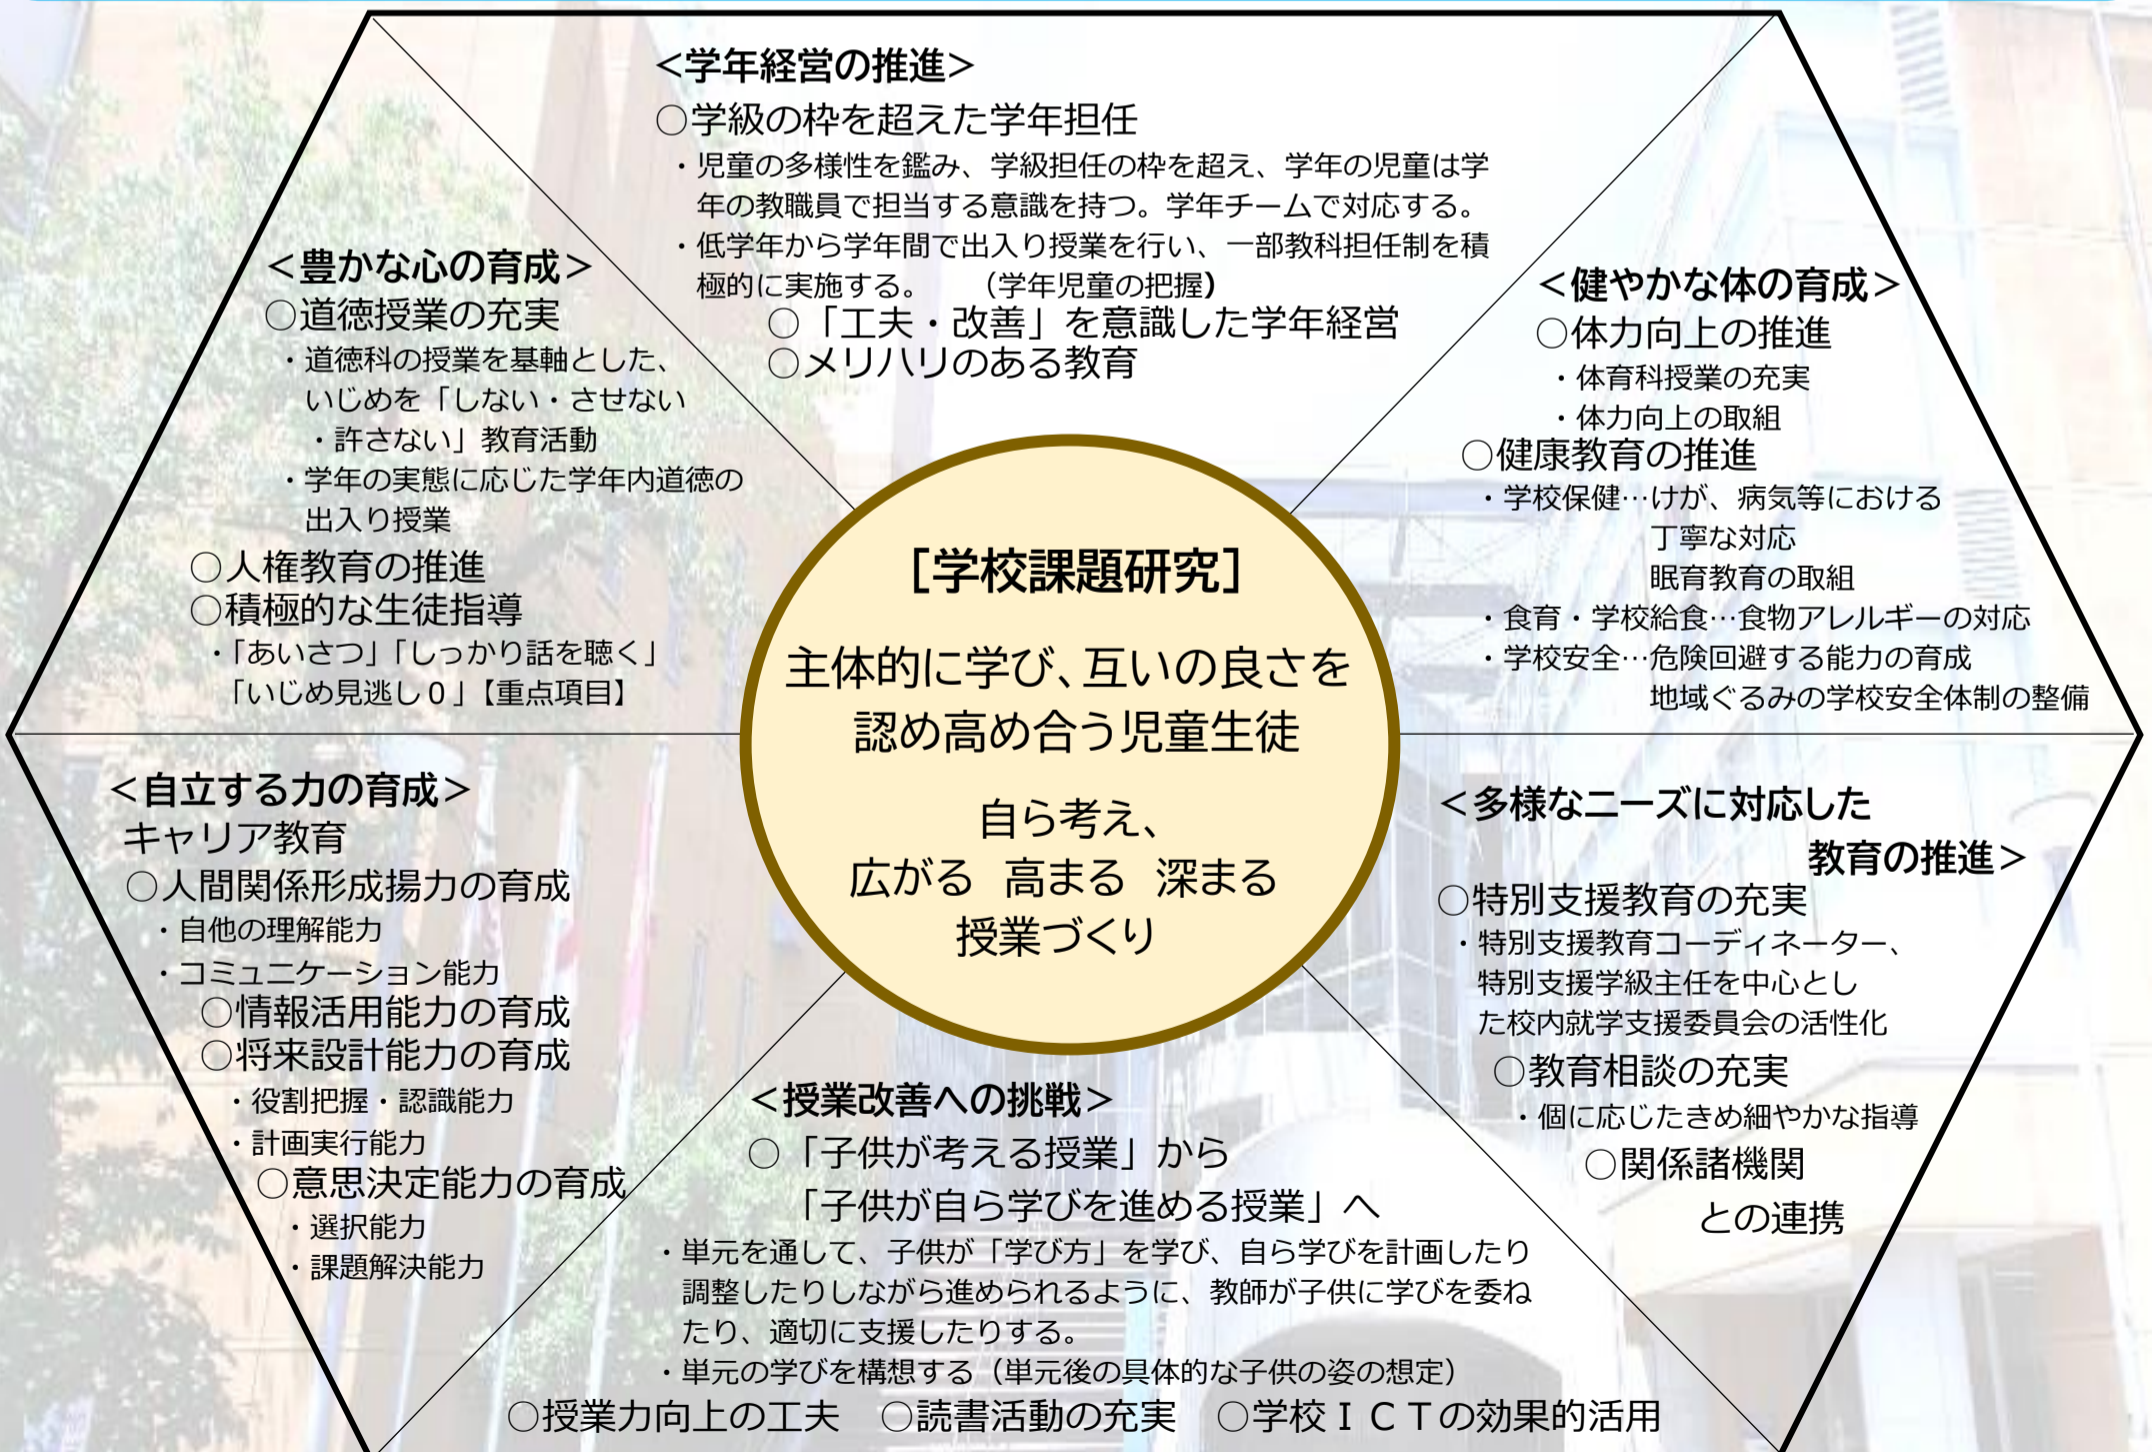 ＜学年経営の推進＞
○学級の枠を超えた学年担任
・児童の多様性を鑑み、学級担任の枠を超え、学年の児童は学
年の教職員で担当する意識を持つ。学年チームで対応する。
・低学年から学年間で出入り授業を行い、一部教科担任制を積
極的に実施する。　　（学年児童の把握)
○「工夫・改善」を意識した学年経営
○メリハリのある教育
＜豊かな心の育成＞
○道徳授業の充実
・道徳科の授業を基軸とした、
いじめを「しない・させない
・許さない」教育活動
・学年の実態に応じた学年内道徳の
出入り授業
○人権教育の推進
○積極的な生徒指導
・「あいさつ」「しっかり話を聴く」
「いじめ見逃し０」【重点項目】
＜健やかな体の育成＞
○体力向上の推進
・体育科授業の充実
・体力向上の取組
○健康教育の推進
・学校保健…けが、病気等における
丁寧な対応
眠育教育の取組
・食育・学校給食…食物アレルギーの対応
・学校安全…危険回避する能力の育成
地域ぐるみの学校安全体制の整備
［学校課題研究］
主体的に学び、互いの良さを
認め高め合う児童生徒
自ら考え、
広がる　高まる　深まる
授業づくり
＜自立する力の育成＞
キャリア教育
○人間関係形成揚力の育成
・自他の理解能力
・コミュニケーション能力
○情報活用能力の育成
○将来設計能力の育成
・役割把握・認識能力
・計画実行能力
○意思決定能力の育成
・選択能力
・課題解決能力
＜多様なニーズに対応した
教育の推進＞
○特別支援教育の充実
・特別支援教育コーディネーター、
特別支援学級主任を中心とし
た校内就学支援委員会の活性化
○教育相談の充実
・個に応じたきめ細やかな指導
○関係諸機関
との連携
＜授業改善への挑戦＞
○「子供が考える授業」から
「子供が自ら学びを進める授業」へ
・単元を通して、子供が「学び方」を学び、自ら学びを計画したり
調整したりしながら進められるように、教師が子供に学びを委ね
たり、適切に支援したりする。
・単元の学びを構想する（単元後の具体的な子供の姿の想定）
○授業力向上の工夫　○読書活動の充実　○学校ＩＣＴの効果的活用